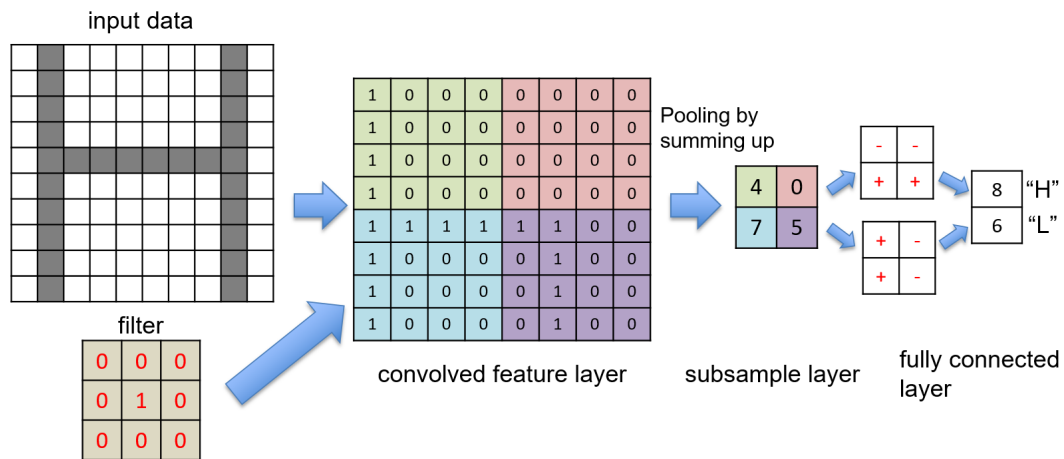 input data
filter
0 0 0
0 1 0
0 0 0
1 0 0 0 0 0 0 0
1 0 0 0 0 0 0 0
1 0 0 0 0 0 0 0
1 0 0 0 0 0 0 0
1 1 1 1 1 1 0 0
1 0 0 0 0 1 0 0
1 0 0 0 0 1 0 0
1 0 0 0 0 1 0 0
convolved feature layer
Pooling by
summing up
4 0
7 5
subsample layer
- -
+ +
+ -
+ -
8 “H”
6 “L”
fully connected
layer